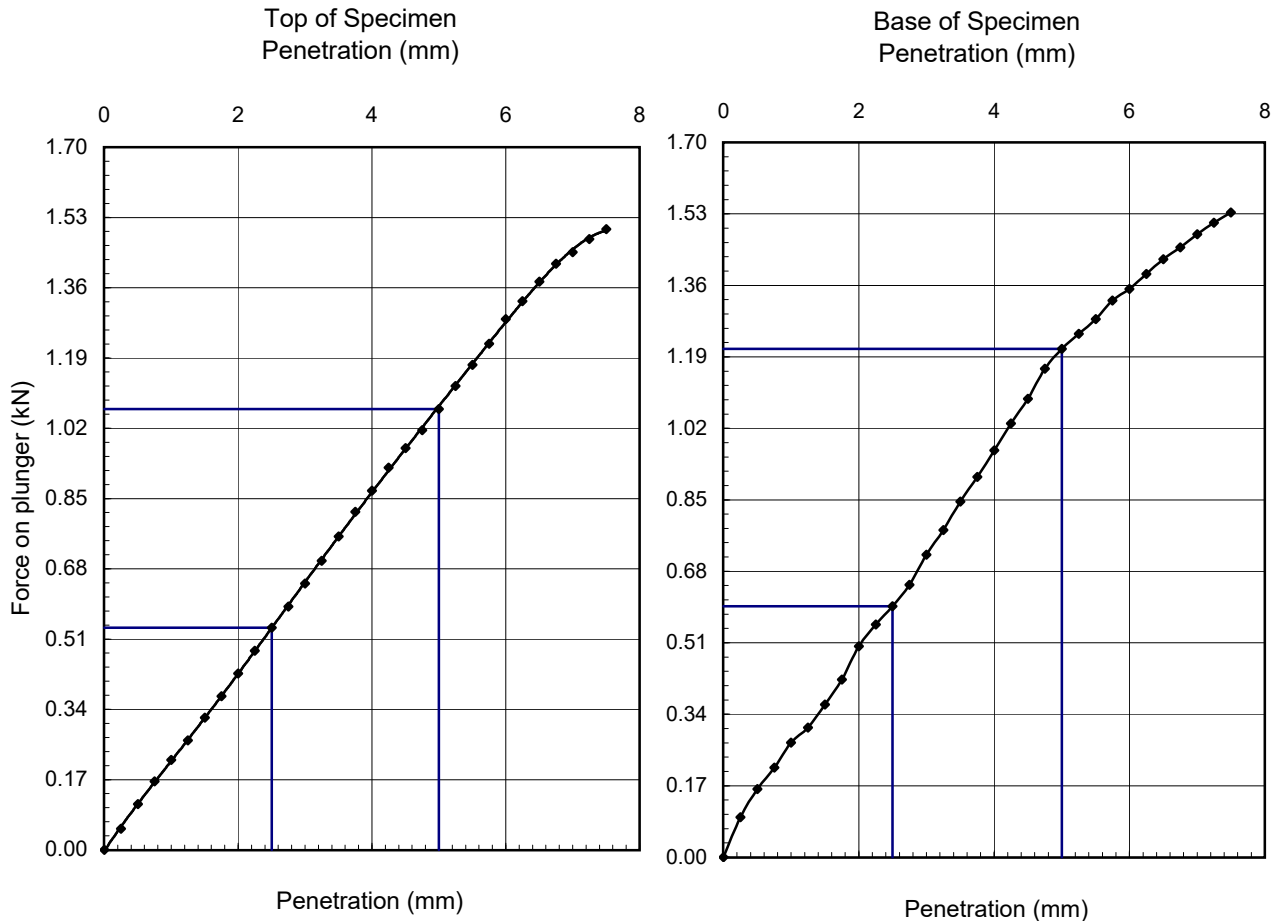 Top of Specimen
Penetration (mm)
0 2 4 6 8
1.70
1.53
1.36
1.19
1.02
0.85
0.68
0.51
0.34
0.17
0.00
Force on plunger (kN)
Penetration (mm)
Base of Specimen
Penetration (mm)
0 2 4 6 8
1.70
1.53
1.36
1.19
1.02
0.85
0.68
0.51
0.34
0.17
0.00
Penetration (mm)